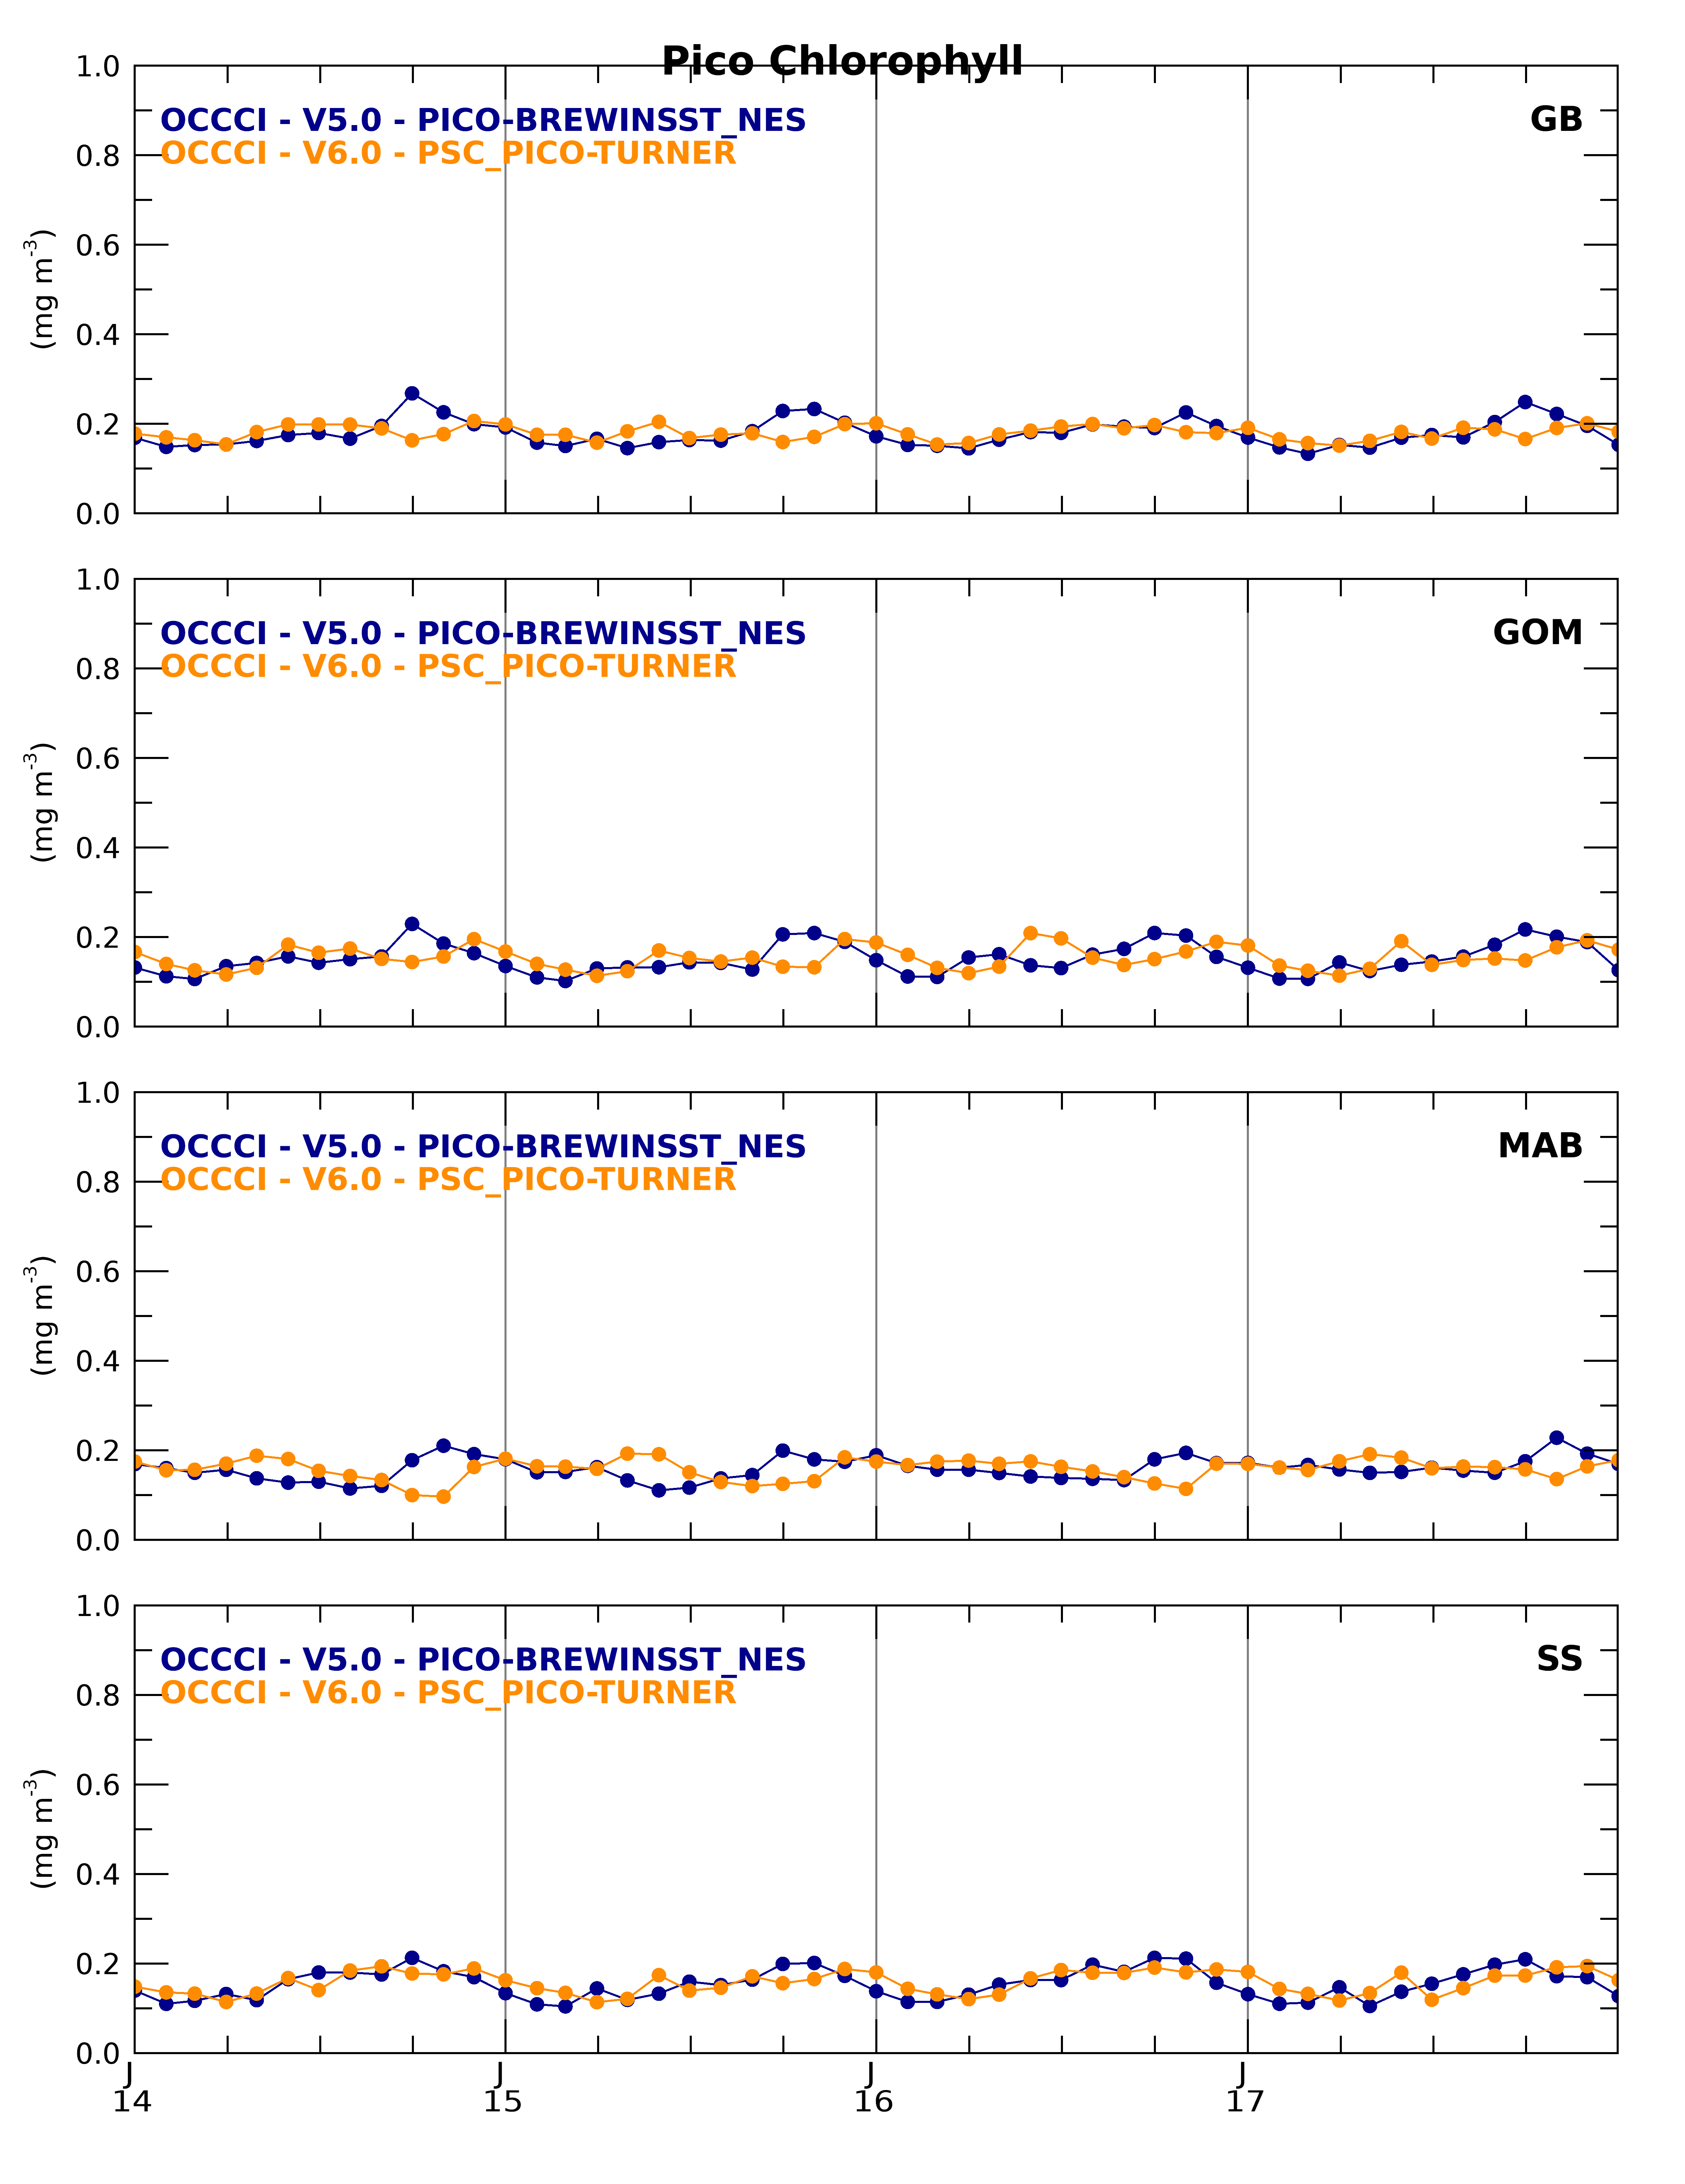 Pico Chlorophyll
1.0
OCCCI - V5.0 - PICO-BREWINSST_NES
GB
OCCCI - V6.0 - PSC_PICO-TURNER
0.8
0.6
(mg m⁻³)
0.4
0.2
0.0
1.0
OCCCI - V5.0 - PICO-BREWINSST_NES
GOM
OCCCI - V6.0 - PSC_PICO-TURNER
0.8
0.6
(mg m⁻³)
0.4
0.2
0.0
1.0
OCCCI - V5.0 - PICO-BREWINSST_NES
MAB
OCCCI - V6.0 - PSC_PICO-TURNER
0.8
0.6
(mg m⁻³)
0.4
0.2
0.0
1.0
OCCCI - V5.0 - PICO-BREWINSST_NES
SS
OCCCI - V6.0 - PSC_PICO-TURNER
0.8
0.6
(mg m⁻³)
0.4
0.2
0.0
J J J J
14 15 16 17